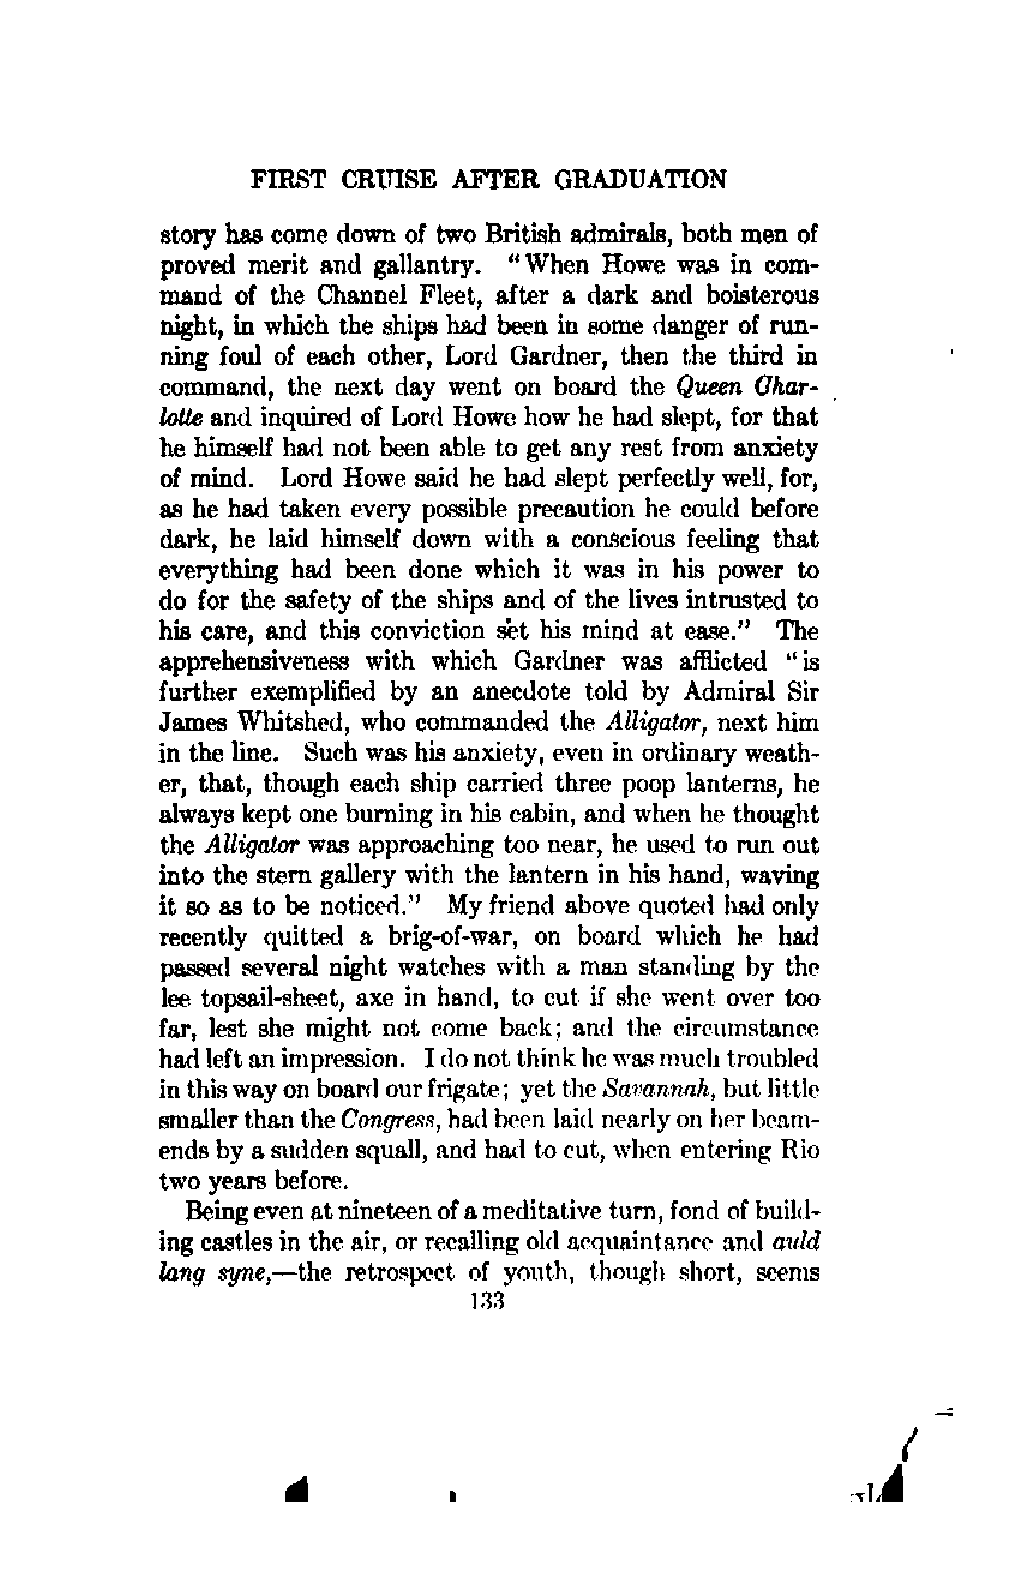 FIRST CRUISE AFTER GRADUATION
story has come down of two British admirals, both men of
proved merit and gallantry. "When Howe was in com-
mand of the Channel Fleet, after a dark and boisterous
night, in which the ships had been in some danger of run-
ning foul of each other, Lord Gardner, then the third in
command, the next day went on board the Queen Char-
lotte and inquired of Lord Howe how he had slept, for that
he himself had not been able to get any rest from anxiety
of mind. Lord Howe said he had slept perfectly well, for,
as he had taken every possible precaution he could before
dark, he laid himself down with a conscious feeling that
everything had been done which it was in his power to
do for the safety of the ships and of the lives intrusted to
his care, and this conviction set his mind at ease." The
apprehensiveness with which Gardner was afflicted "is
further exemplified by an anecdote told by Admiral Sir
James Whitshed, who commanded the Alligator, next him
in the line. Such was his anxiety, even in ordinary weath-
er, that, though each ship carried three poop lanterns, he
always kept one burning in his cabin, and when he thought
the Alligator was approaching too near, he used to run out
into the stern gallery with the lantern in his hand, waving
it so as to be noticed." My friend above quoted had only
recently quitted a brig-of-war, on board which he had
passed several night watches with a man standing by the
lee topsail-sheet, axe in hand, to cut if she went over too
far, lest she might not come back; and the circumstance
had left an impression. I do not think he was much troubled
in this way on board our frigate; yet the Savannah, but little
smaller than the Congress, had been laid nearly on her beam-
ends by a sudden squall, and had to cut, when entering Rio
two years before.
Being even at nineteen of a meditative turn, fond of build-
ing castles in the air, or recalling old acquaintance and auld
lang syne,—the retrospect of youth, though short, seems
133